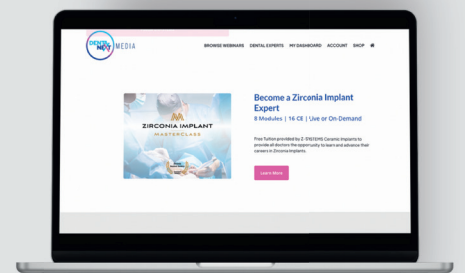 DENTAL
NEXT MEDIA
BROWSE WEBINARS DENTAL EXPERTS MY DASHBOARD ACCOUNT SHOP
Become a Zirconia Implant
Expert
8 Modules | 16 CE | Live or On-Demand
ZIRCONIA IMPLANT
MASTERCLASS
Free Tuition provided by Z-SYSTEMS Ceramic Implants to
provide all doctors the opportunity to learn and advance their
careers in Zirconia Implants.
Learn More